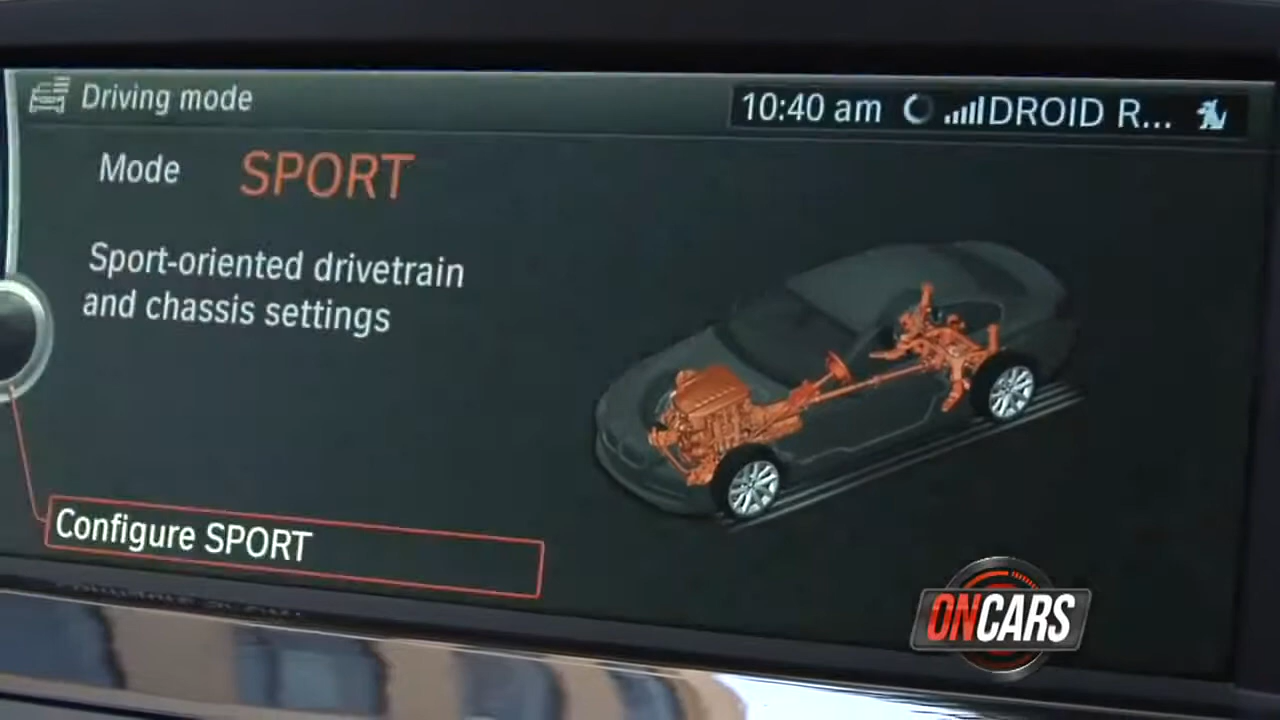 Driving mode
10:40 am DROID R...
Mode SPORT
Sport-oriented drivetrain
and chassis settings
Configure SPORT
ONCARS